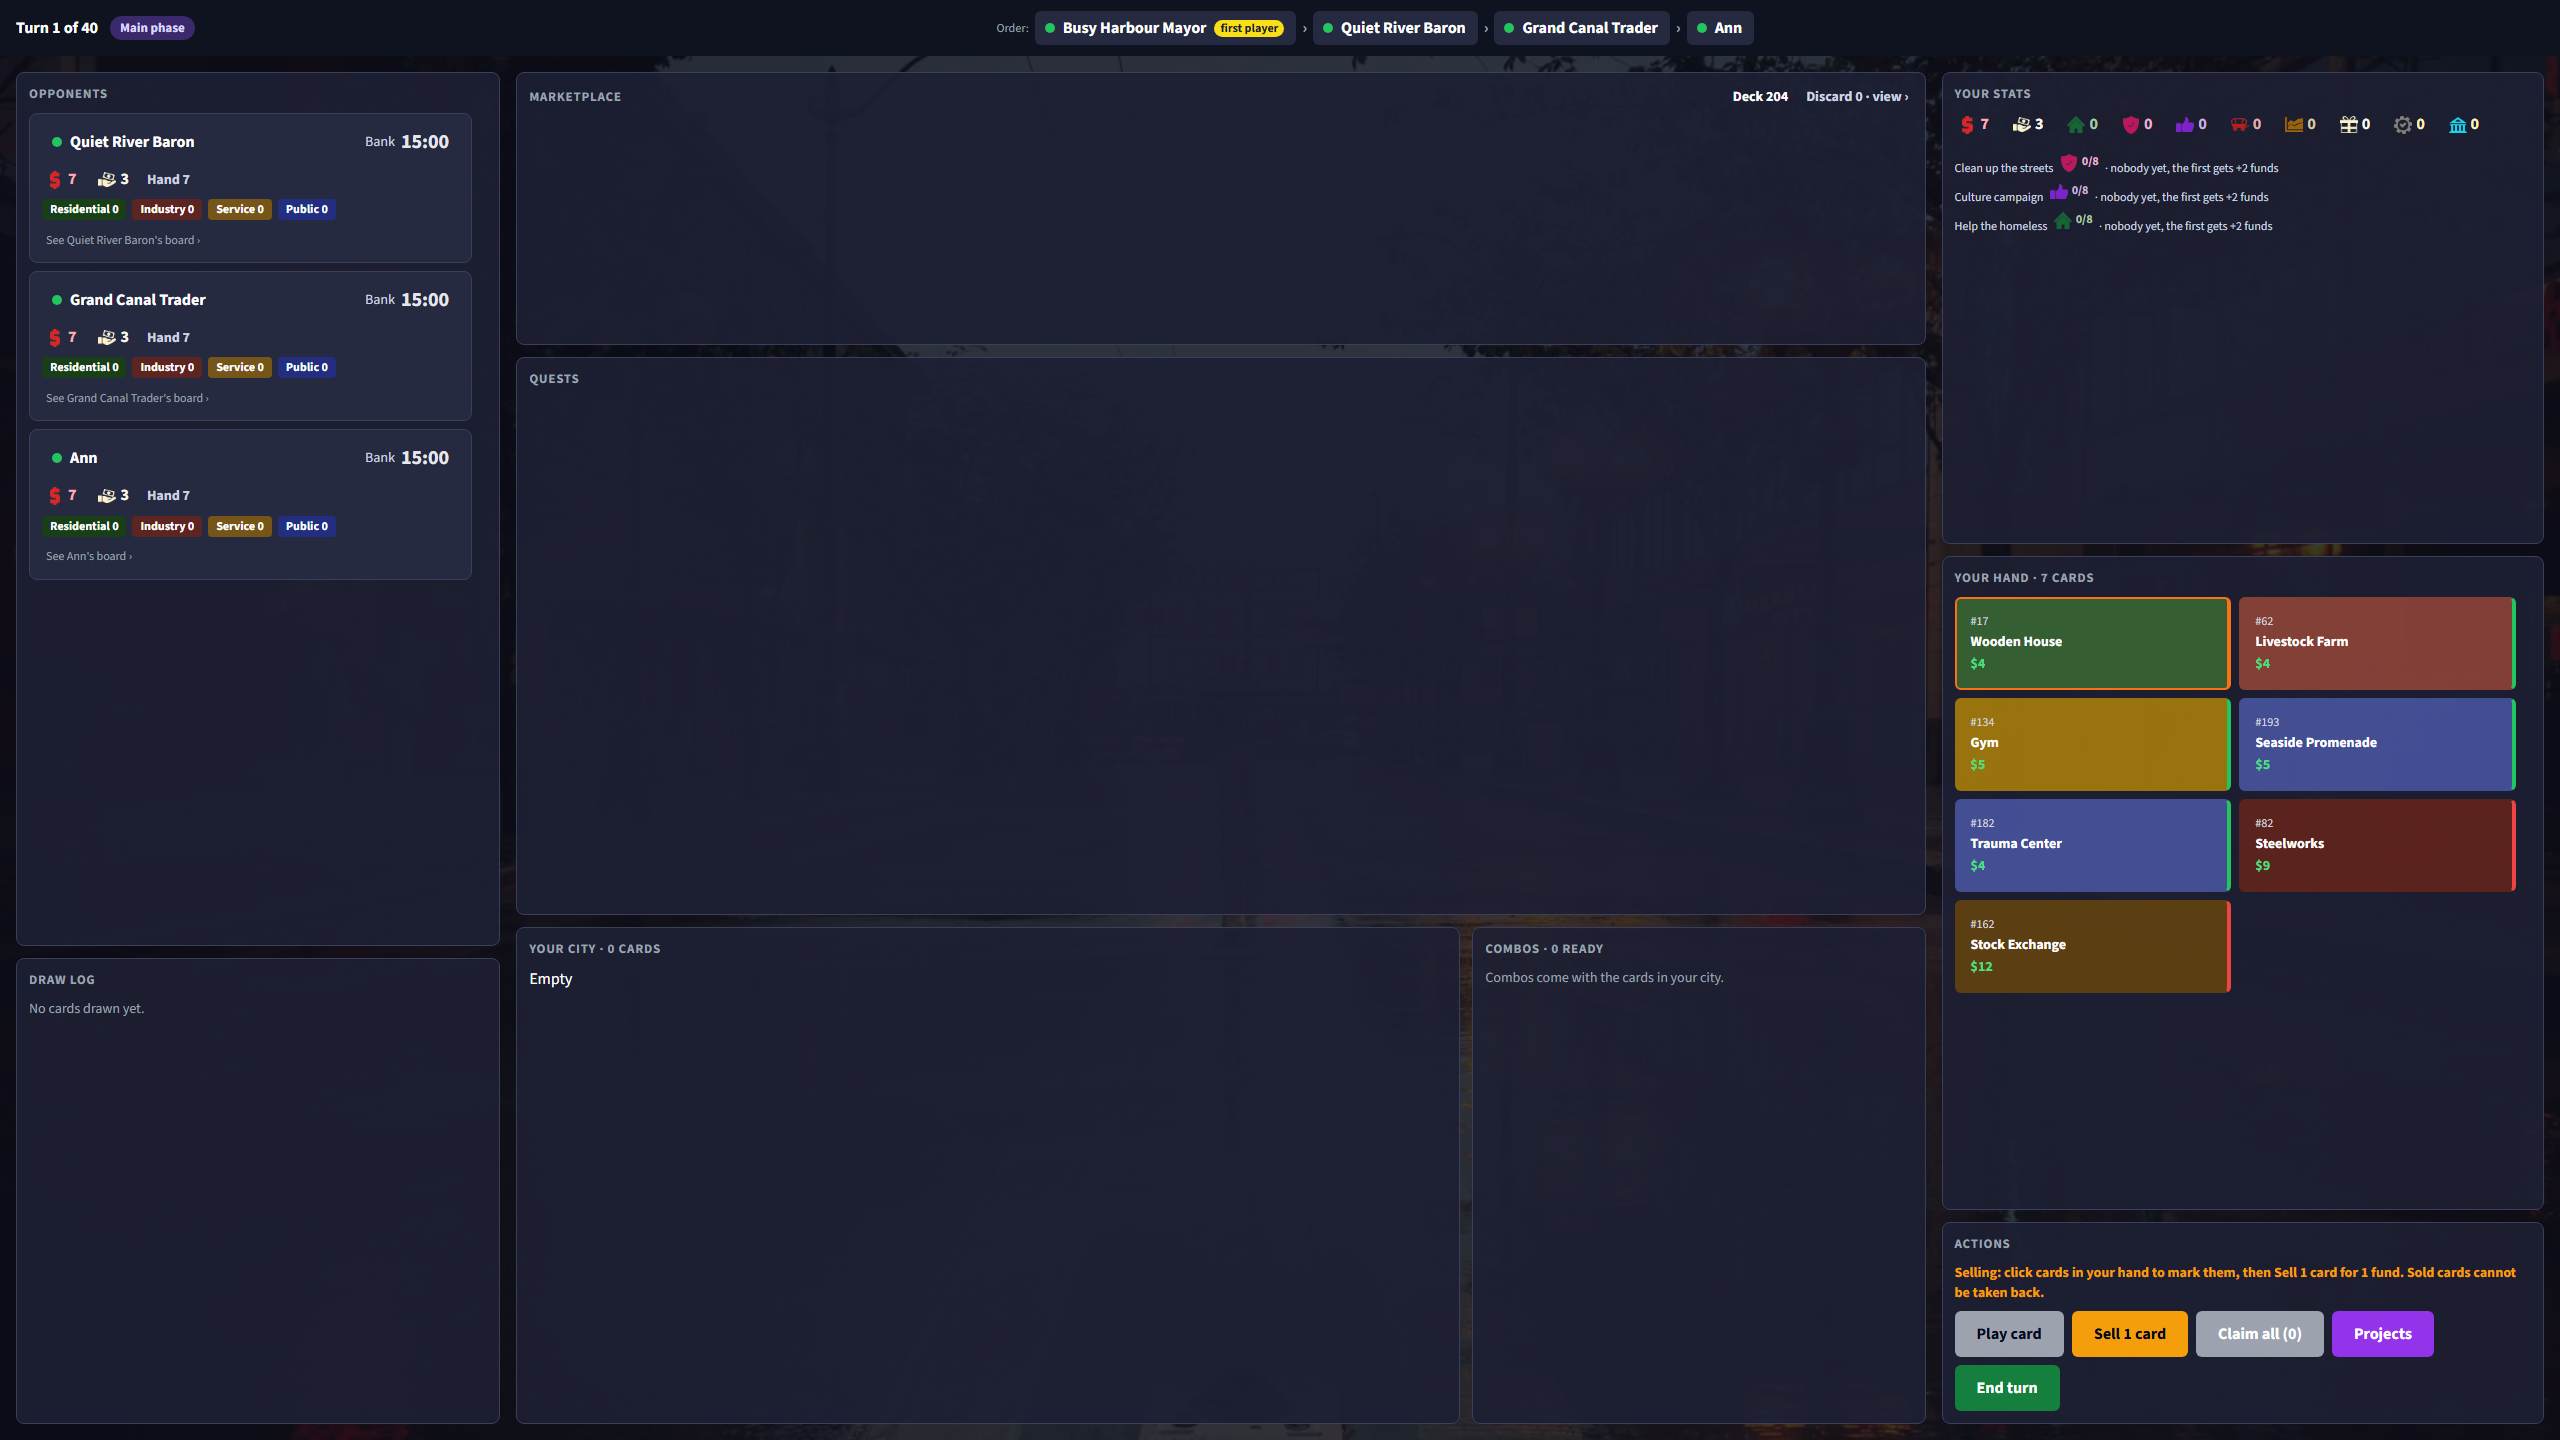 Turn 1 of 40 Main phase
Order: Busy Harbour Mayor first player › Quiet River Baron › Grand Canal Trader › Ann
OPPONENTS
Quiet River Baron Bank 15:00
7 3 Hand 7
Residential 0 Industry 0 Service 0 Public 0
See Quiet River Baron's board ›
Grand Canal Trader Bank 15:00
7 3 Hand 7
Residential 0 Industry 0 Service 0 Public 0
See Grand Canal Trader's board ›
Ann Bank 15:00
7 3 Hand 7
Residential 0 Industry 0 Service 0 Public 0
See Ann's board ›
DRAW LOG
No cards drawn yet.
MARKETPLACE Deck 204 Discard 0 · view ›
QUESTS
YOUR CITY · 0 CARDS
Empty
COMBOS · 0 READY
Combos come with the cards in your city.
YOUR STATS
7 3 0 0 0 0 0 0 0 0
Clean up the streets 0/8 · nobody yet, the first gets +2 funds
Culture campaign 0/8 · nobody yet, the first gets +2 funds
Help the homeless 0/8 · nobody yet, the first gets +2 funds
YOUR HAND · 7 CARDS
#17
Wooden House
$4
#62
Livestock Farm
$4
#134
Gym
$5
#193
Seaside Promenade
$5
#182
Trauma Center
$4
#82
Steelworks
$9
#162
Stock Exchange
$12
ACTIONS
Selling: click cards in your hand to mark them, then Sell 1 card for 1 fund. Sold cards cannot
be taken back.
Play card Sell 1 card Claim all (0) Projects
End turn